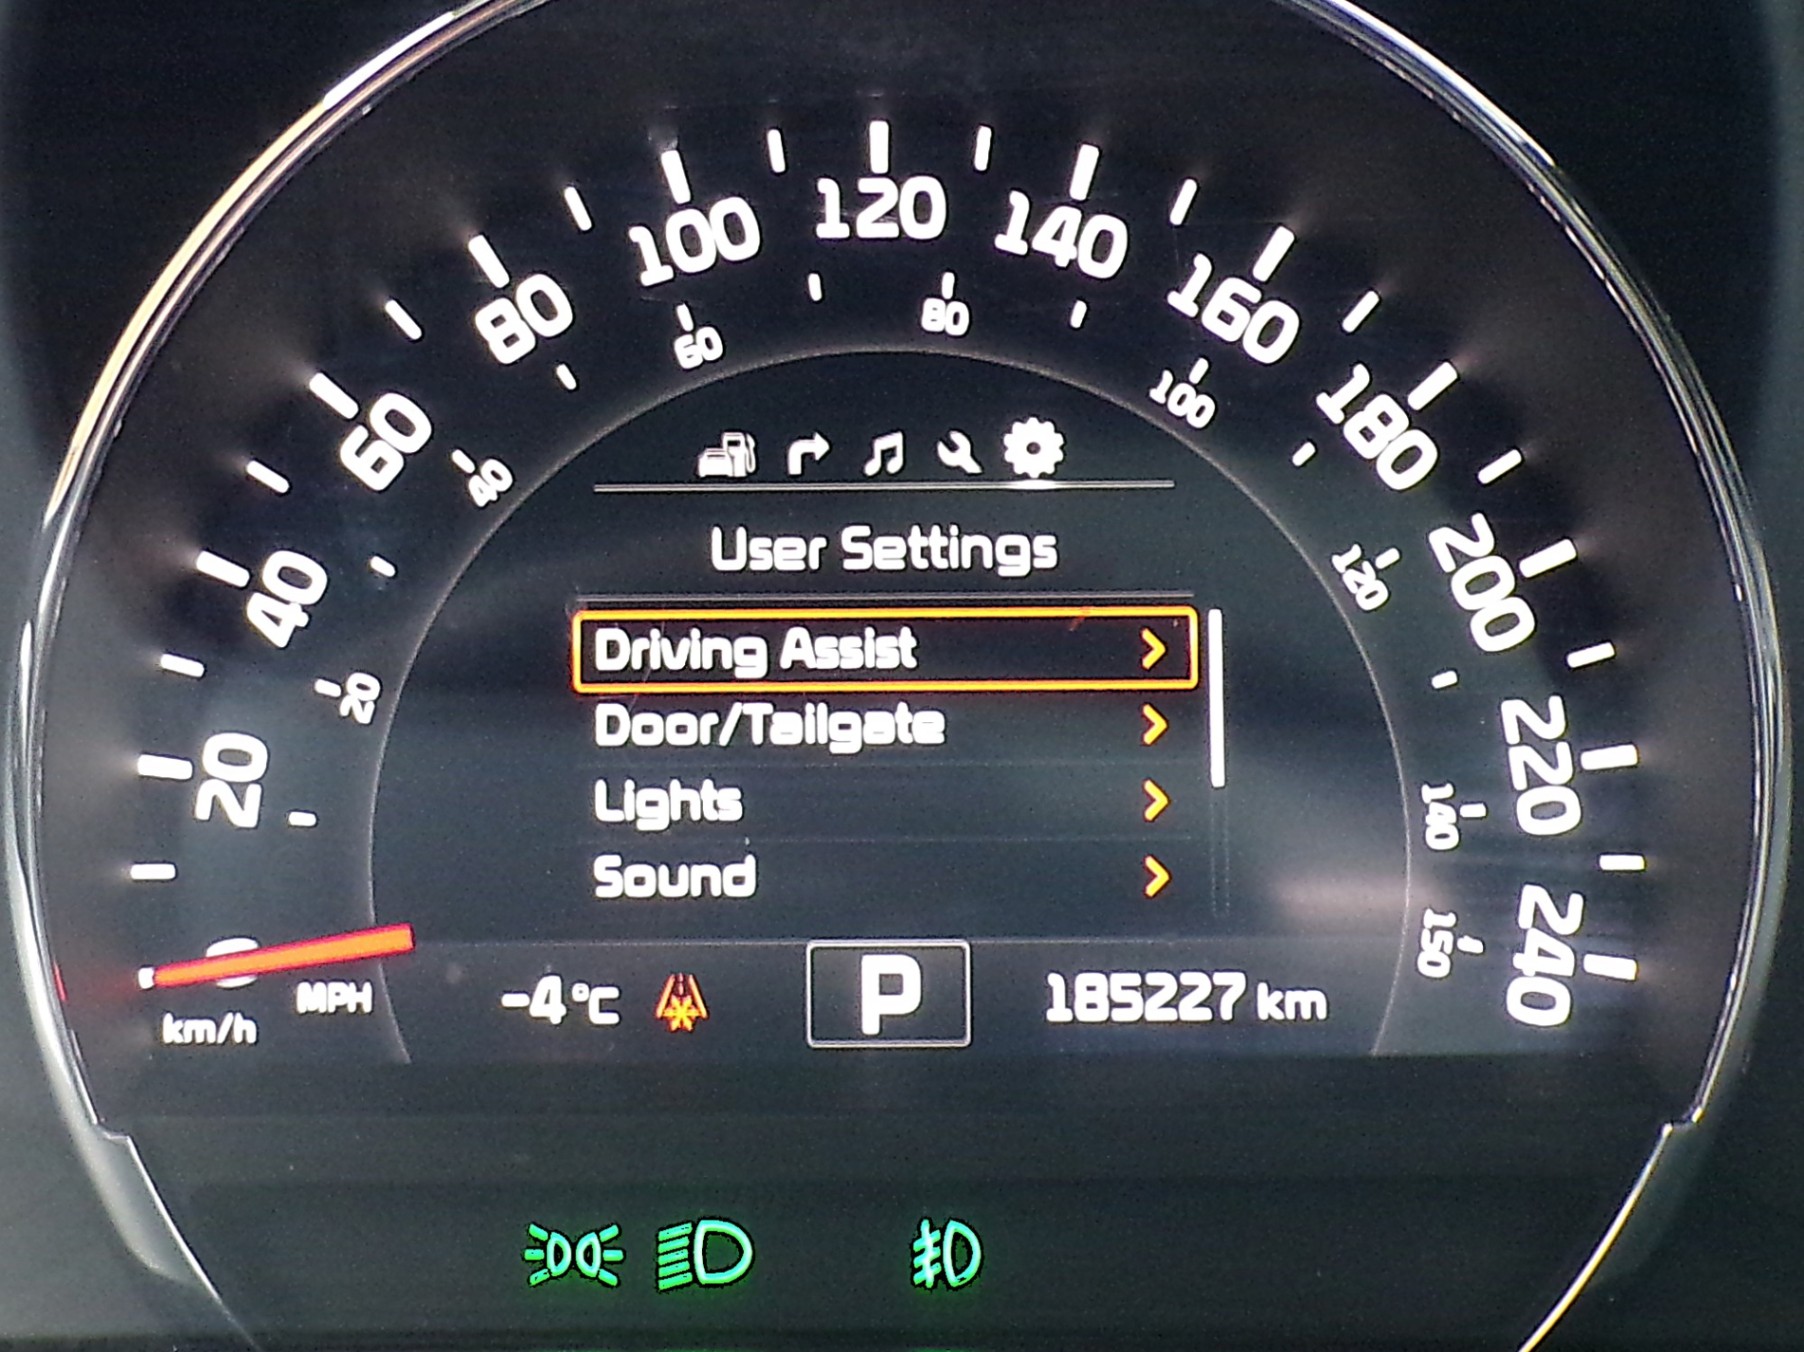 0
20
40
60
80
100
120
140
160
180
200
220
240
20
40
60
80
100
120
140
150
User Settings
Driving Assist
Door/Tailgate
Lights
Sound
km/h
MPH
-4°C
P
185227 km